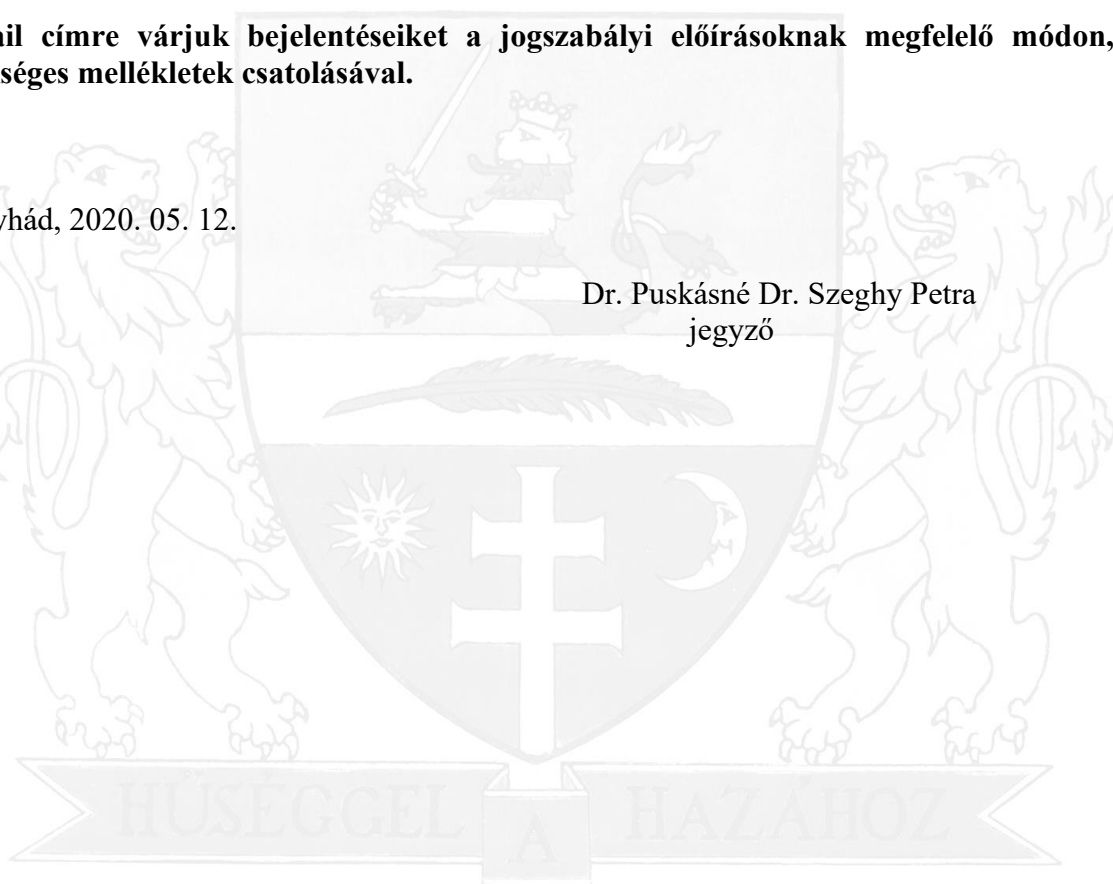 ail címre várjuk bejelentéseiket a jogszabályi előírásoknak megfelelő módon,
séges mellékletek csatolásával.
yhád, 2020. 05. 12.
Dr. Puskásné Dr. Szeghy Petra
jegyző
HŰSÉGGEL A HAZÁHOZ